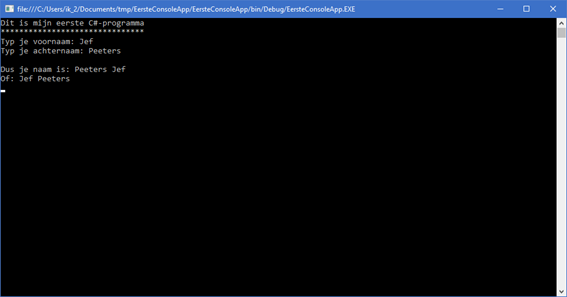 file:///C:/Users/ik_2/Documents/tmp/EersteConsoleApp/EersteConsoleApp/bin/Debug/EersteConsoleApp.EXE
Dit is mijn eerste C#-programma
*******************************
Typ je voornaam: Jef
Typ je achternaam: Peeters
Dus je naam is: Peeters Jef
Of: Jef Peeters